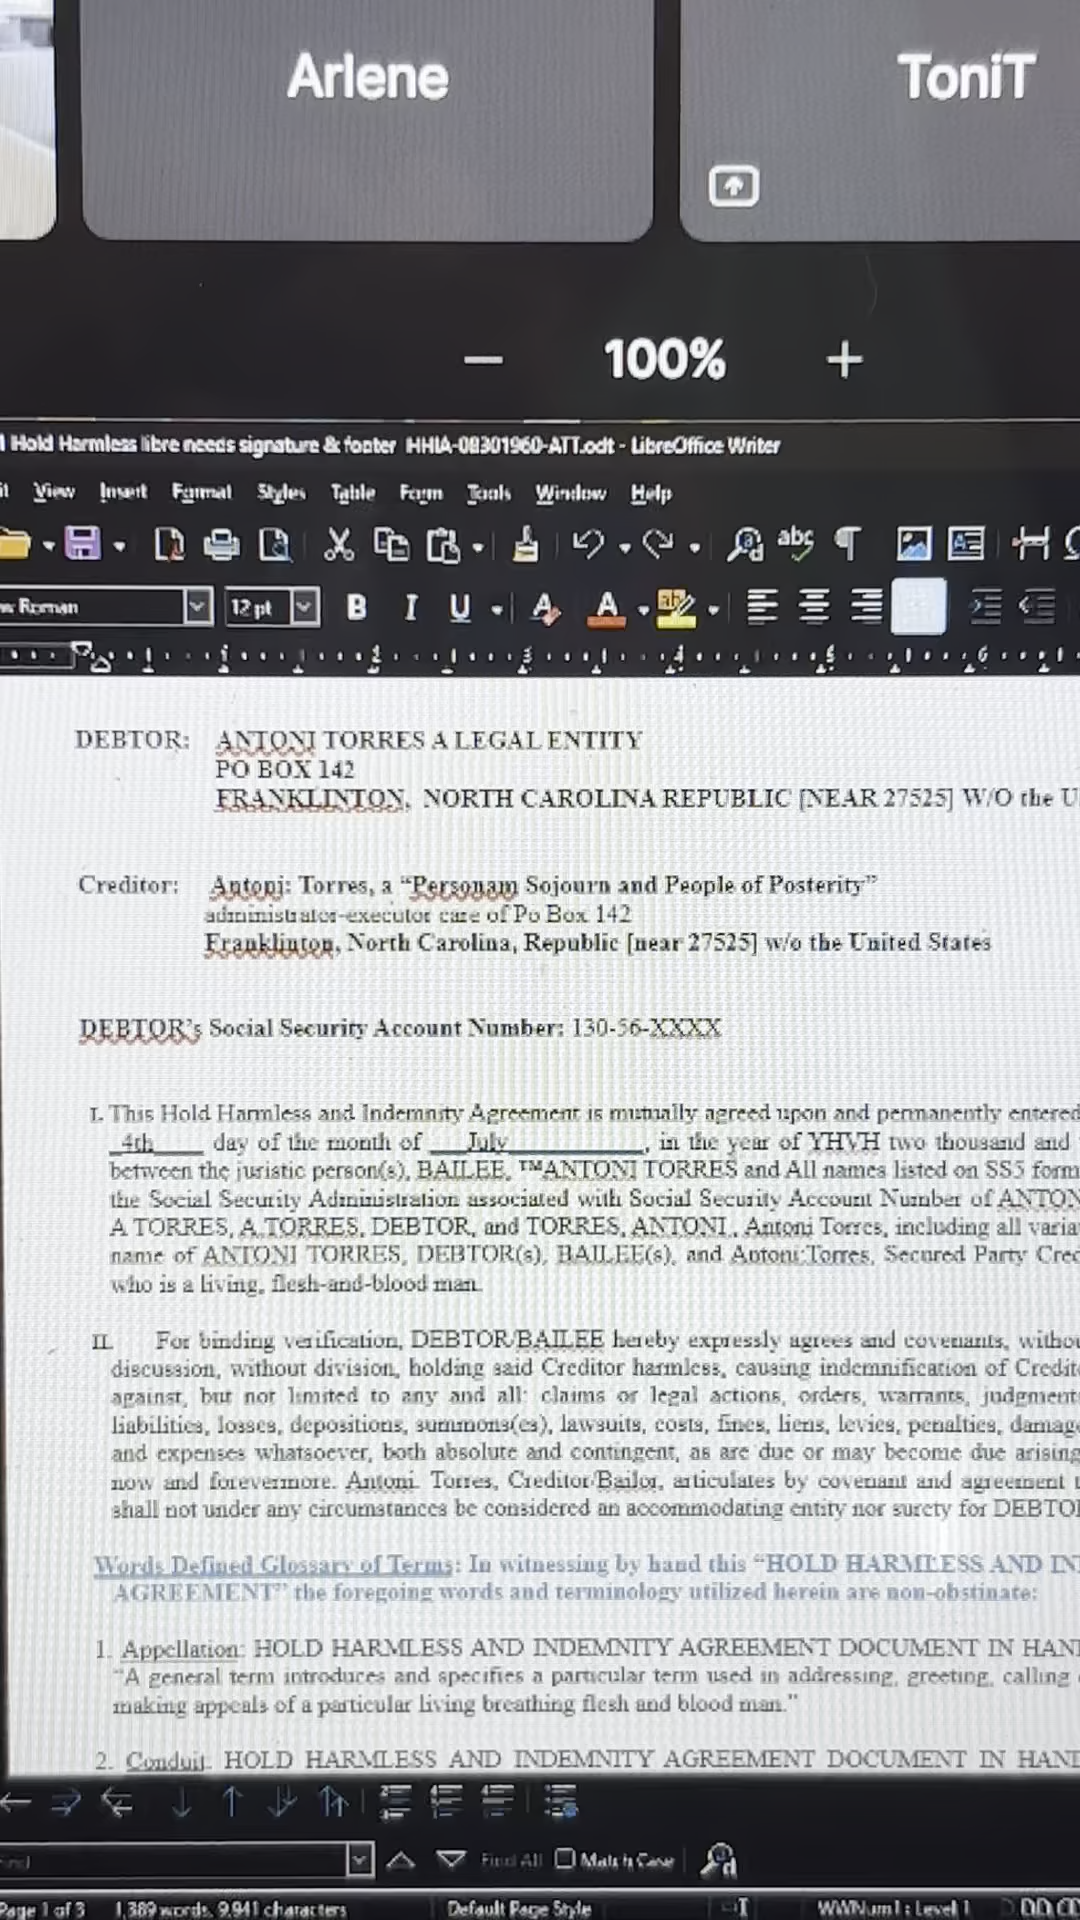 Arlene
ToniT
100%
Hold Harmless libre needs signature & footer HHIA-08301960-ATT.odt - LibreOffice Writer
View Insert Format Styles Table Form Tools Window Help
Roman 12 pt B I U
DEBTOR: ANTONI TORRES A LEGAL ENTITY
PO BOX 142
FRANKLINTON, NORTH CAROLINA REPUBLIC [NEAR 27525] W/O the U
Creditor: Antoni: Torres, a “Personam Sojourn and People of Posterity”
administrator-executor care of Po Box 142
Franklinton, North Carolina, Republic [near 27525] w/o the United States
DEBTOR's Social Security Account Number: 130-56-XXXX
I. This Hold Harmless and Indemnity Agreement is mutually agreed upon and permanently entered
4th day of the month of July, in the year of YHVH two thousand and
between the juristic person(s), BAILEE, ™ANTONI TORRES and All names listed on SS5 form
the Social Security Administration associated with Social Security Account Number of ANTON
A TORRES, A. TORRES, DEBTOR, and TORRES, ANTONI., Antoni Torres, including all varia
name of ANTONI TORRES, DEBTOR(s), BAILEE(s), and Antoni:Torres, Secured Party Cred
who is a living, flesh-and-blood man.
II. For binding verification, DEBTOR/BAILEE hereby expressly agrees and covenants, withou
discussion, without division, holding said Creditor harmless, causing indemnification of Credito
against, but not limited to any and all: claims or legal actions, orders, warrants, judgments
liabilities, losses, depositions, summons(es), lawsuits, costs, fines, liens, levies, penalties, damage
and expenses whatsoever, both absolute and contingent, as are due or may become due arising
now and forevermore. Antoni. Torres, Creditor/Bailor, articulates by covenant and agreement t
shall not under any circumstances be considered an accommodating entity nor surety for DEBTOR
Words Defined Glossary of Terms: In witnessing by hand this “HOLD HARMLESS AND IN
AGREEMENT” the foregoing words and terminology utilized herein are non-obstinate:
1. Appellation: HOLD HARMLESS AND INDEMNITY AGREEMENT DOCUMENT IN HAND
“A general term introduces and specifies a particular term used in addressing, greeting, calling
making appeals of a particular living breathing flesh and blood man.”
2. Conduit. HOLD HARMLESS AND INDEMNITY AGREEMENT DOCUMENT IN HAND
Find All Match Case
Page 1 of 3 1,389 words, 9,941 characters Default Page Style WWNum1 : Level 1